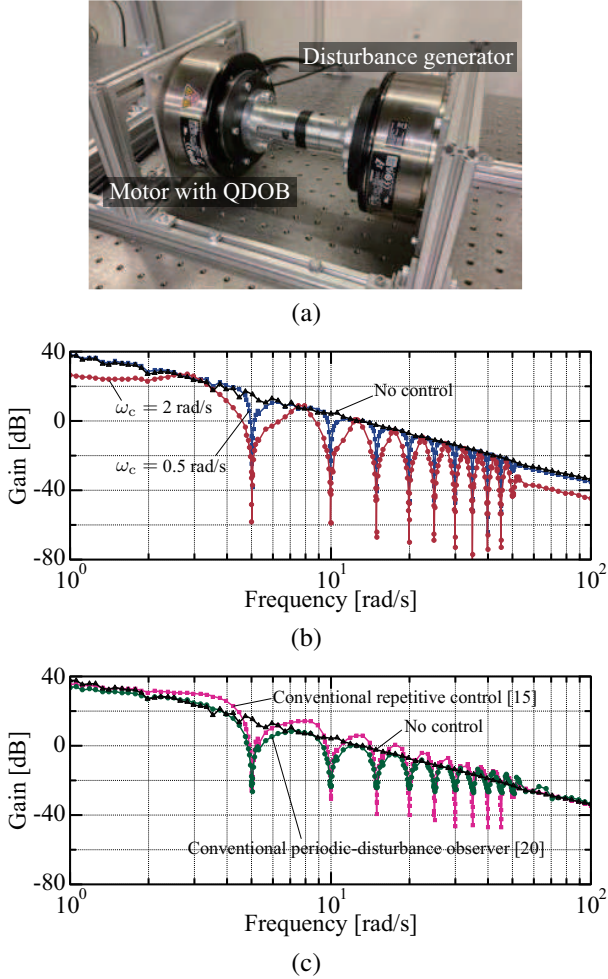 Disturbance generator
Motor with QDOB
(a)
40
0
-40
-80
Gain [dB]
No control
ω_c = 2 rad/s
ω_c = 0.5 rad/s
10^0
10^1
10^2
Frequency [rad/s]
(b)
40
0
-40
-80
Gain [dB]
Conventional repetitive control [15]
No control
Conventional periodic-disturbance observer [20]
10^0
10^1
10^2
Frequency [rad/s]
(c)